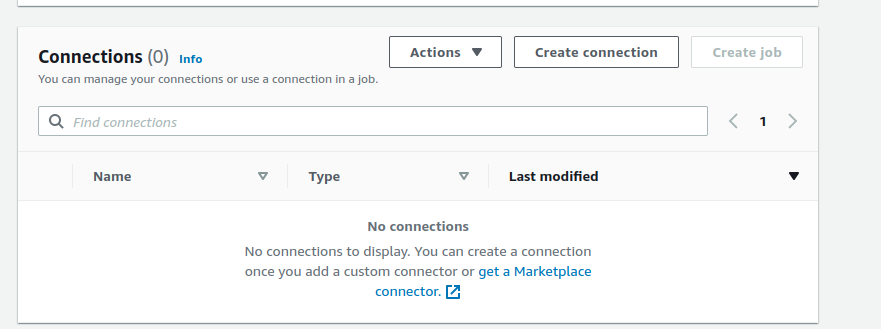 Connections (0) Info
Actions
Create connection
Create job
You can manage your connections or use a connection in a job.
Find connections
1
Name
Type
Last modified
No connections
No connections to display. You can create a connection
once you add a custom connector or get a Marketplace
connector.